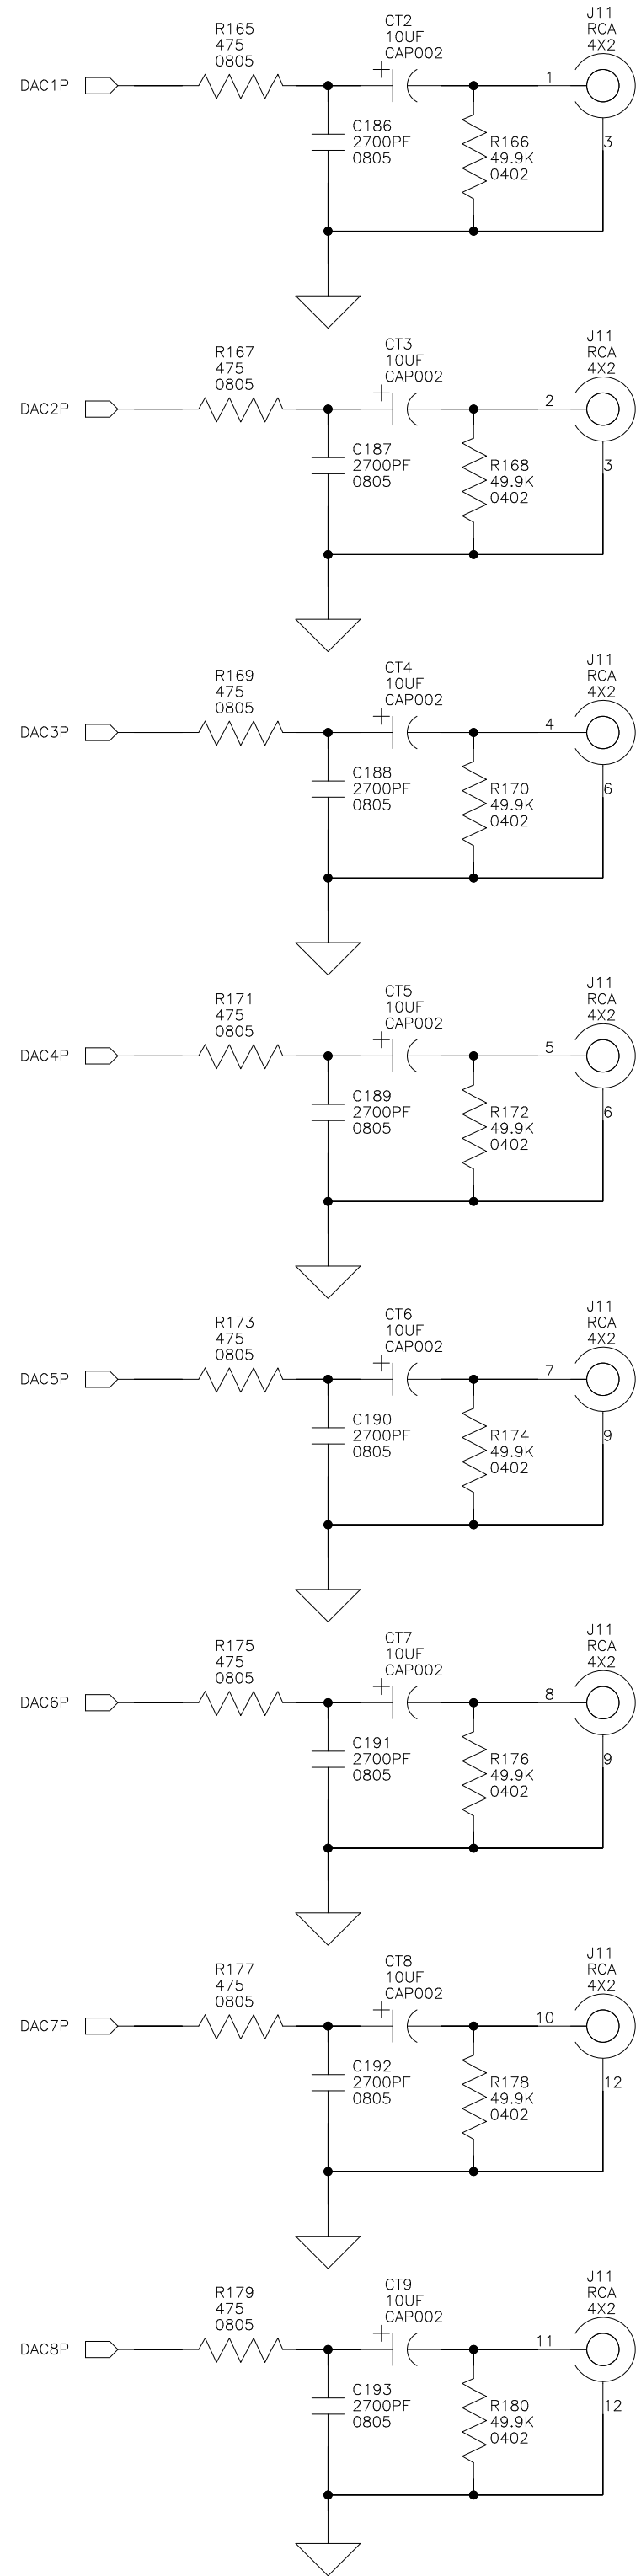 J11
RCA
4X2
CT2
10UF
CAP002
R165
475
0805
DAC1P
+
1
C186
2700PF
0805
R166
49.9K
0402
3
J11
RCA
4X2
CT3
10UF
CAP002
R167
475
0805
DAC2P
+
2
C187
2700PF
0805
R168
49.9K
0402
3
J11
RCA
4X2
CT4
10UF
CAP002
R169
475
0805
DAC3P
+
4
C188
2700PF
0805
R170
49.9K
0402
6
J11
RCA
4X2
CT5
10UF
CAP002
R171
475
0805
DAC4P
+
5
C189
2700PF
0805
R172
49.9K
0402
6
J11
RCA
4X2
CT6
10UF
CAP002
R173
475
0805
DAC5P
+
7
C190
2700PF
0805
R174
49.9K
0402
9
J11
RCA
4X2
CT7
10UF
CAP002
R175
475
0805
DAC6P
+
8
C191
2700PF
0805
R176
49.9K
0402
9
J11
RCA
4X2
CT8
10UF
CAP002
R177
475
0805
DAC7P
+
10
C192
2700PF
0805
R178
49.9K
0402
12
J11
RCA
4X2
CT9
10UF
CAP002
R179
475
0805
DAC8P
+
11
C193
2700PF
0805
R180
49.9K
0402
12